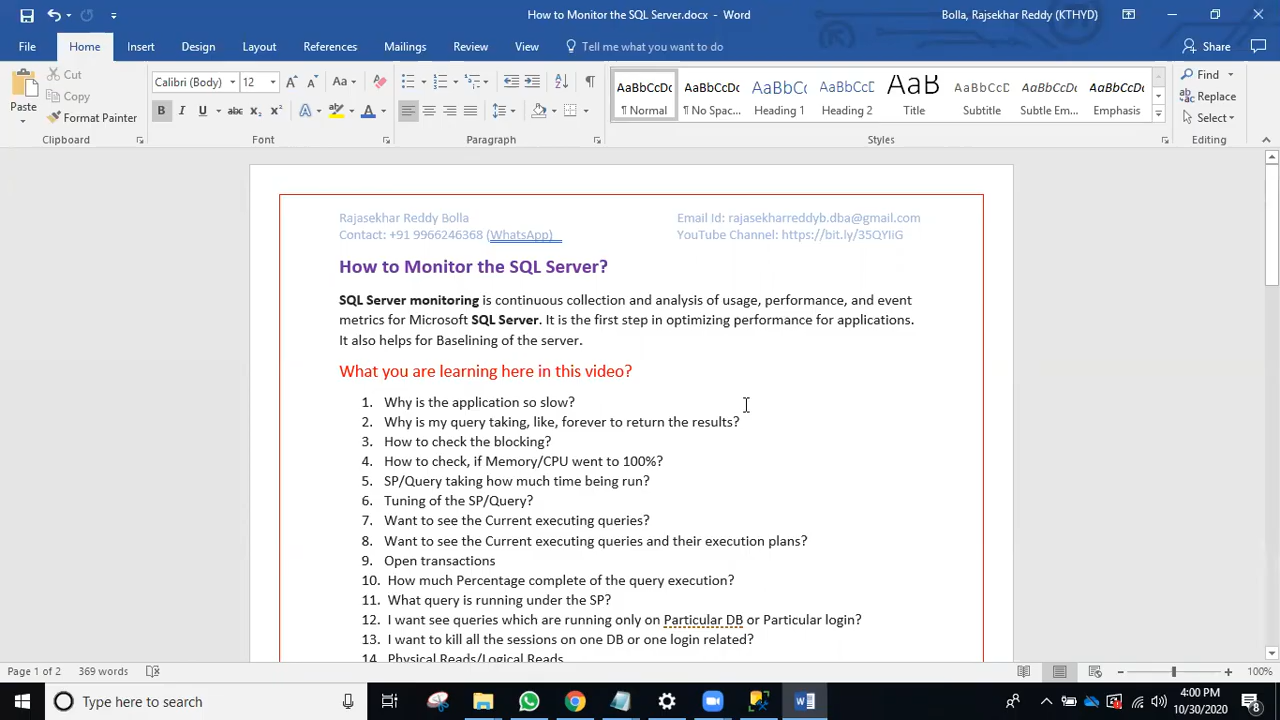 How to Monitor the SQL Server.docx - Word
Bolla, Rajsekhar Reddy (KTHYD)
File Home Insert Design Layout References Mailings Review View Tell me what you want to do Share
Paste
Cut
Copy
Format Painter
Clipboard
Calibri (Body) 12
Aa
B I U abc x₂ x²
A A
Font
Paragraph
AaBbCcDc AaBbCcDc AaBbCc AaBbCcD AaB AaBbCcD AaBbCcDc AaBbCcDc
¶ Normal ¶ No Spac... Heading 1 Heading 2 Title Subtitle Subtle Em... Emphasis
Styles
Find
Replace
Select
Editing
Rajasekhar Reddy Bolla Email Id: rajasekharreddyb.dba@gmail.com
Contact: +91 9966246368 (WhatsApp) YouTube Channel: https://bit.ly/35QYIiG
How to Monitor the SQL Server?
SQL Server monitoring is continuous collection and analysis of usage, performance, and event
metrics for Microsoft SQL Server. It is the first step in optimizing performance for applications.
It also helps for Baselining of the server.
What you are learning here in this video?
1. Why is the application so slow?
2. Why is my query taking, like, forever to return the results?
3. How to check the blocking?
4. How to check, if Memory/CPU went to 100%?
5. SP/Query taking how much time being run?
6. Tuning of the SP/Query?
7. Want to see the Current executing queries?
8. Want to see the Current executing queries and their execution plans?
9. Open transactions
10. How much Percentage complete of the query execution?
11. What query is running under the SP?
12. I want see queries which are running only on Particular DB or Particular login?
13. I want to kill all the sessions on one DB or one login related?
14. Physical Reads/Logical Reads
Page 1 of 2 369 words 100%
Type here to search
4:00 PM
10/30/2020
8